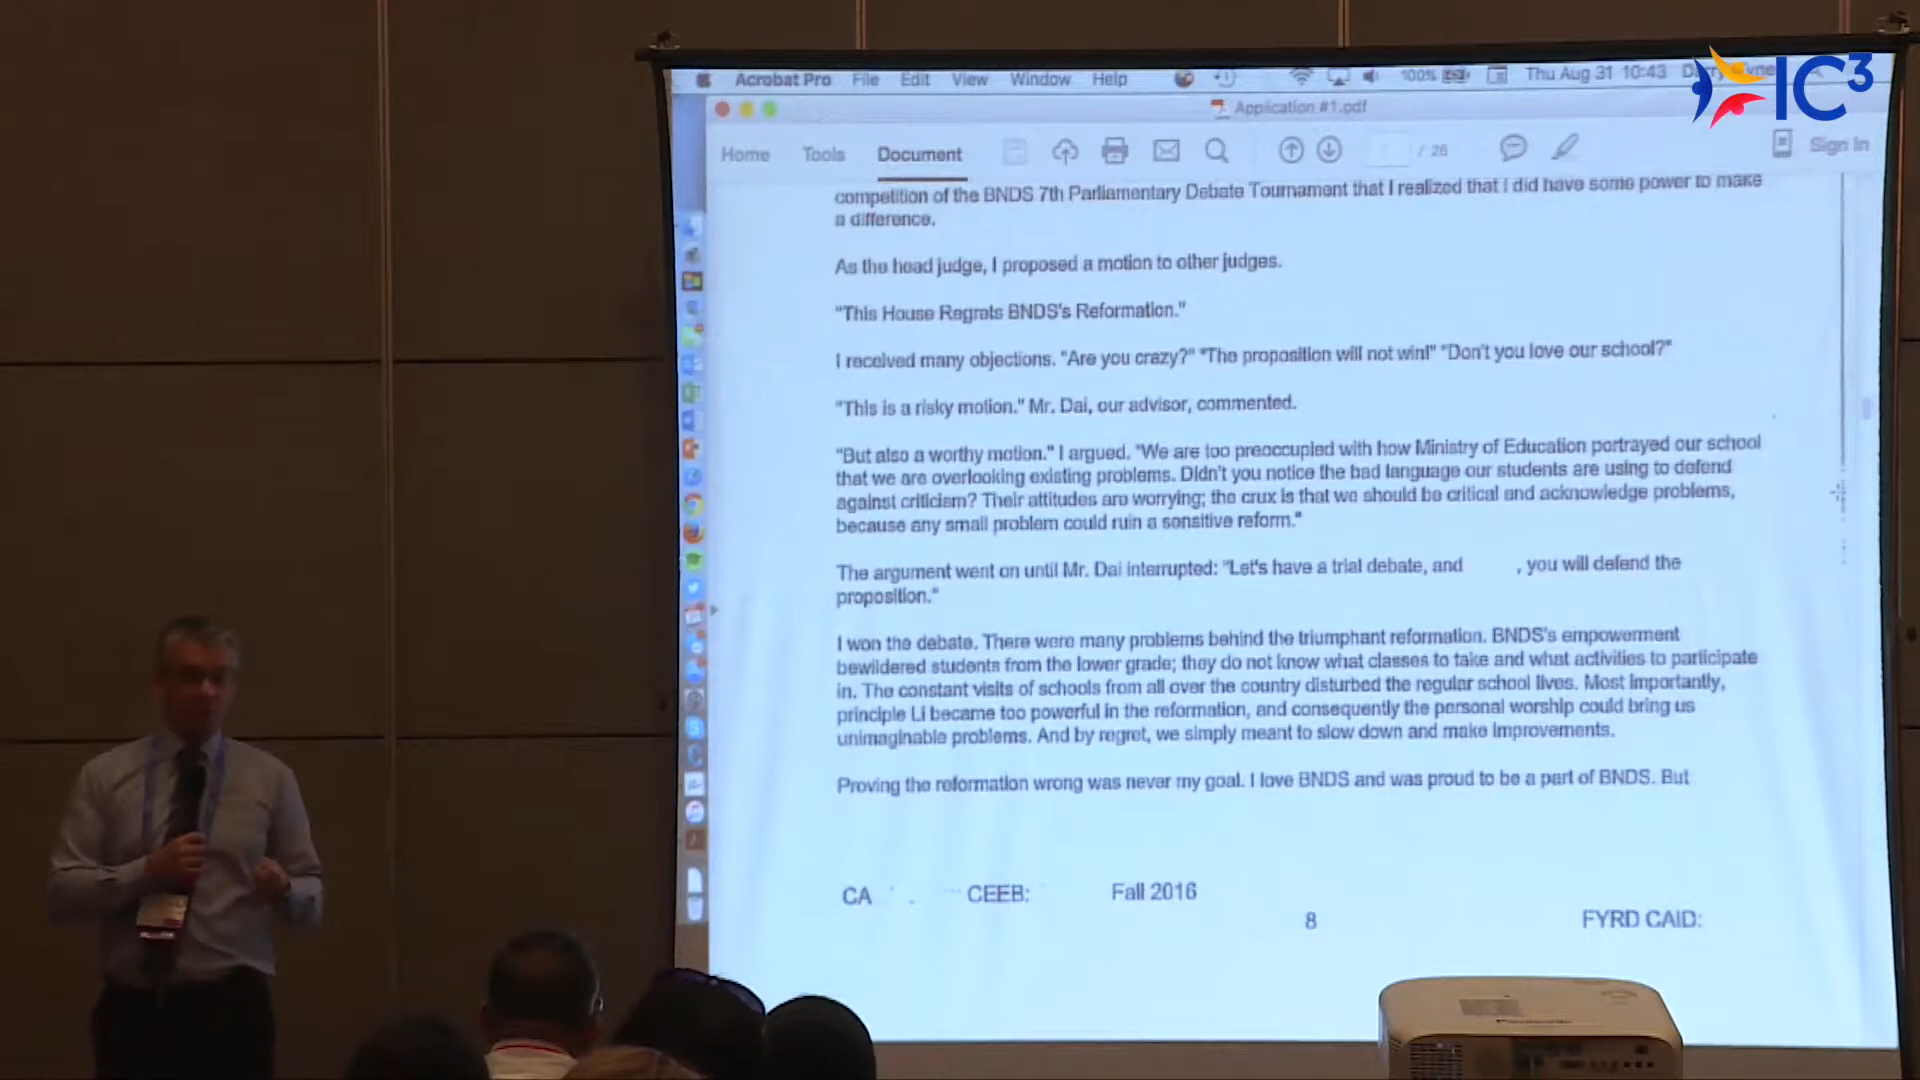 IC3
Acrobat Pro File Edit View Window Help 100% Thu Aug 31 10:43
Application #1.pdf
Home Tools Document / 26 Sign In
competition of the BNDS 7th Parliamentary Debate Tournament that I realized that I did have some power to make
a difference.
As the head judge, I proposed a motion to other judges.
"This House Regrets BNDS's Reformation."
I received many objections. "Are you crazy?" "The proposition will not win!" "Don't you love our school?"
"This is a risky motion." Mr. Dai, our advisor, commented.
"But also a worthy motion." I argued. "We are too preoccupied with how Ministry of Education portrayed our school
that we are overlooking existing problems. Didn't you notice the bad language our students are using to defend
against criticism? Their attitudes are worrying; the crux is that we should be critical and acknowledge problems,
because any small problem could ruin a sensitive reform."
The argument went on until Mr. Dai interrupted: "Let's have a trial debate, and , you will defend the
proposition."
I won the debate. There were many problems behind the triumphant reformation. BNDS's empowerment
bewildered students from the lower grade; they do not know what classes to take and what activities to participate
in. The constant visits of schools from all over the country disturbed the regular school lives. Most importantly,
principle Li became too powerful in the reformation, and consequently the personal worship could bring us
unimaginable problems. And by regret, we simply meant to slow down and make improvements.
Proving the reformation wrong was never my goal. I love BNDS and was proud to be a part of BNDS. But
CA CEEB: Fall 2016
8
FYRD CAID: